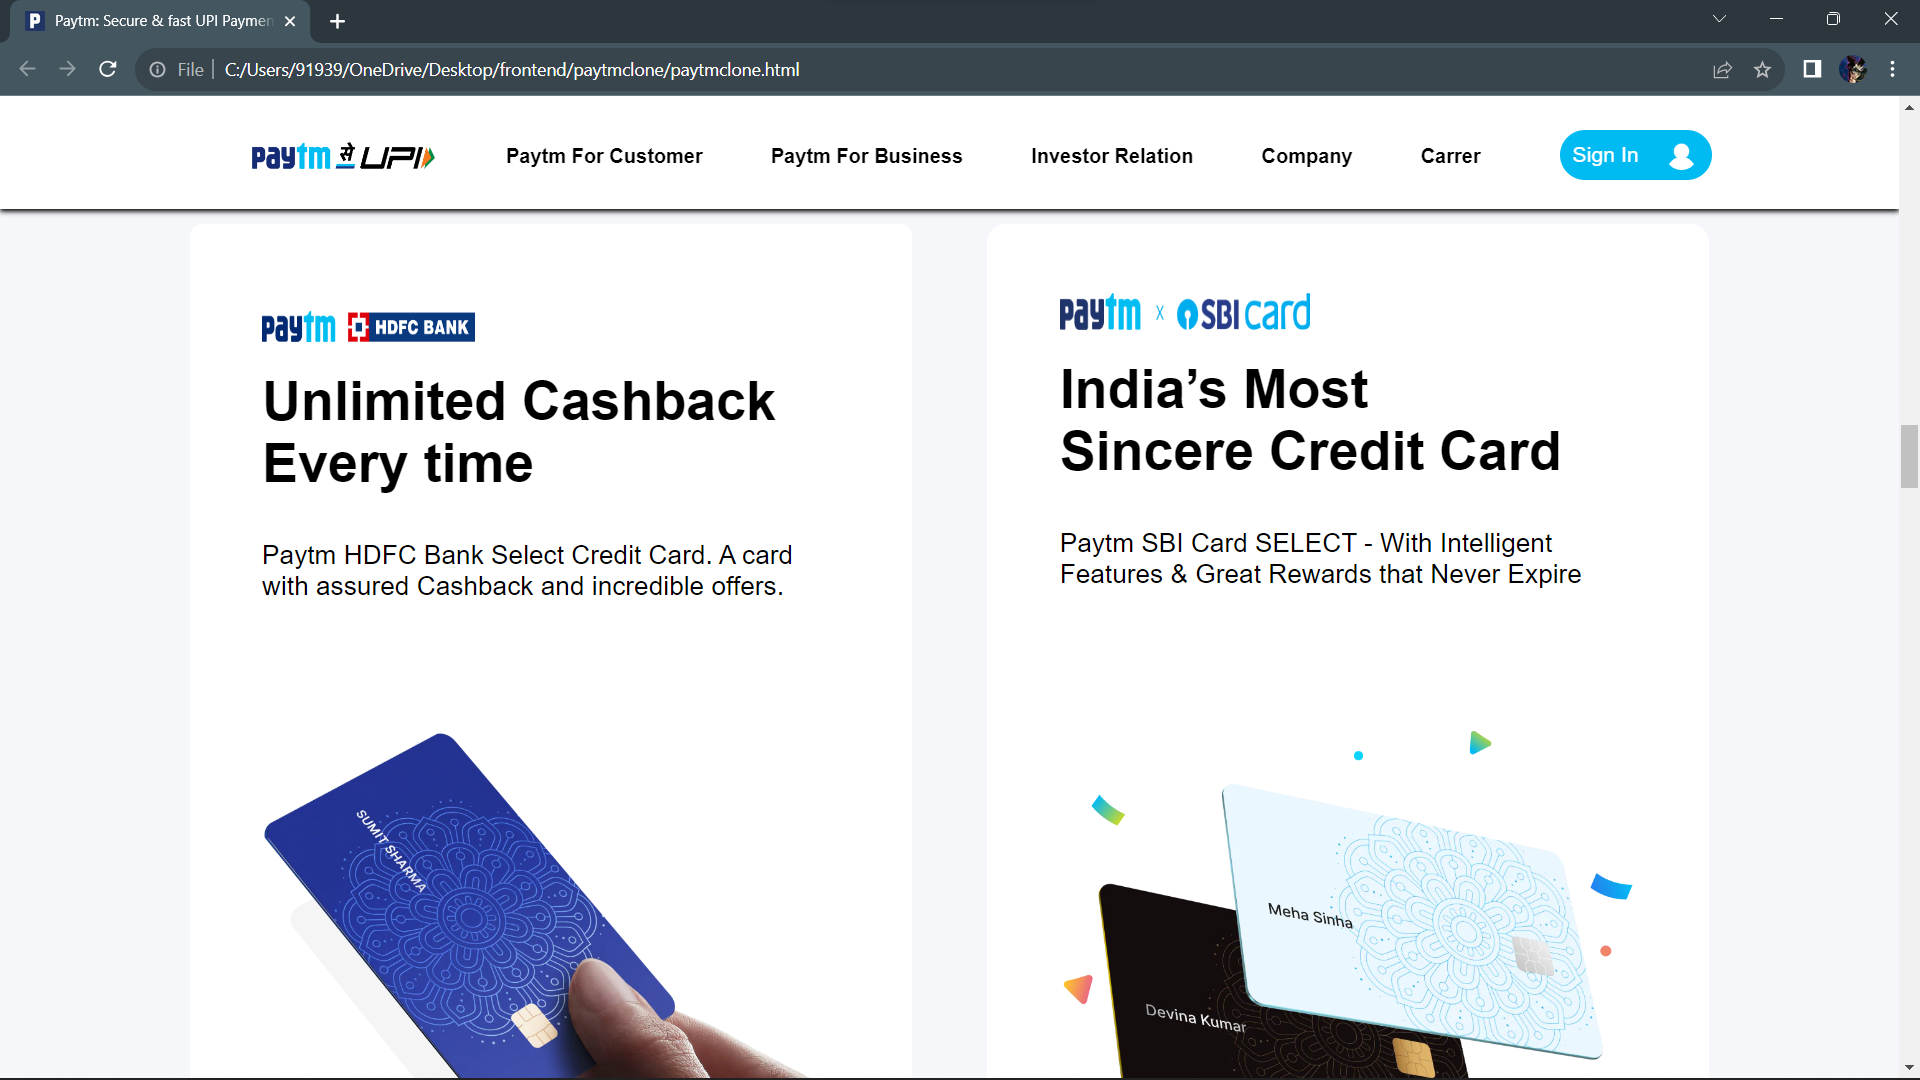 P Paytm: Secure & fast UPI Paymen
File C:/Users/91939/OneDrive/Desktop/frontend/paytmclone/paytmclone.html
paytm से UPI Paytm For Customer Paytm For Business Investor Relation Company Carrer Sign In
paytm HDFC BANK
Unlimited Cashback
Every time
Paytm HDFC Bank Select Credit Card. A card
with assured Cashback and incredible offers.
SUMIT SHARMA
paytm x SBI card
India’s Most
Sincere Credit Card
Paytm SBI Card SELECT - With Intelligent
Features & Great Rewards that Never Expire
Meha Sinha
Devina Kumar